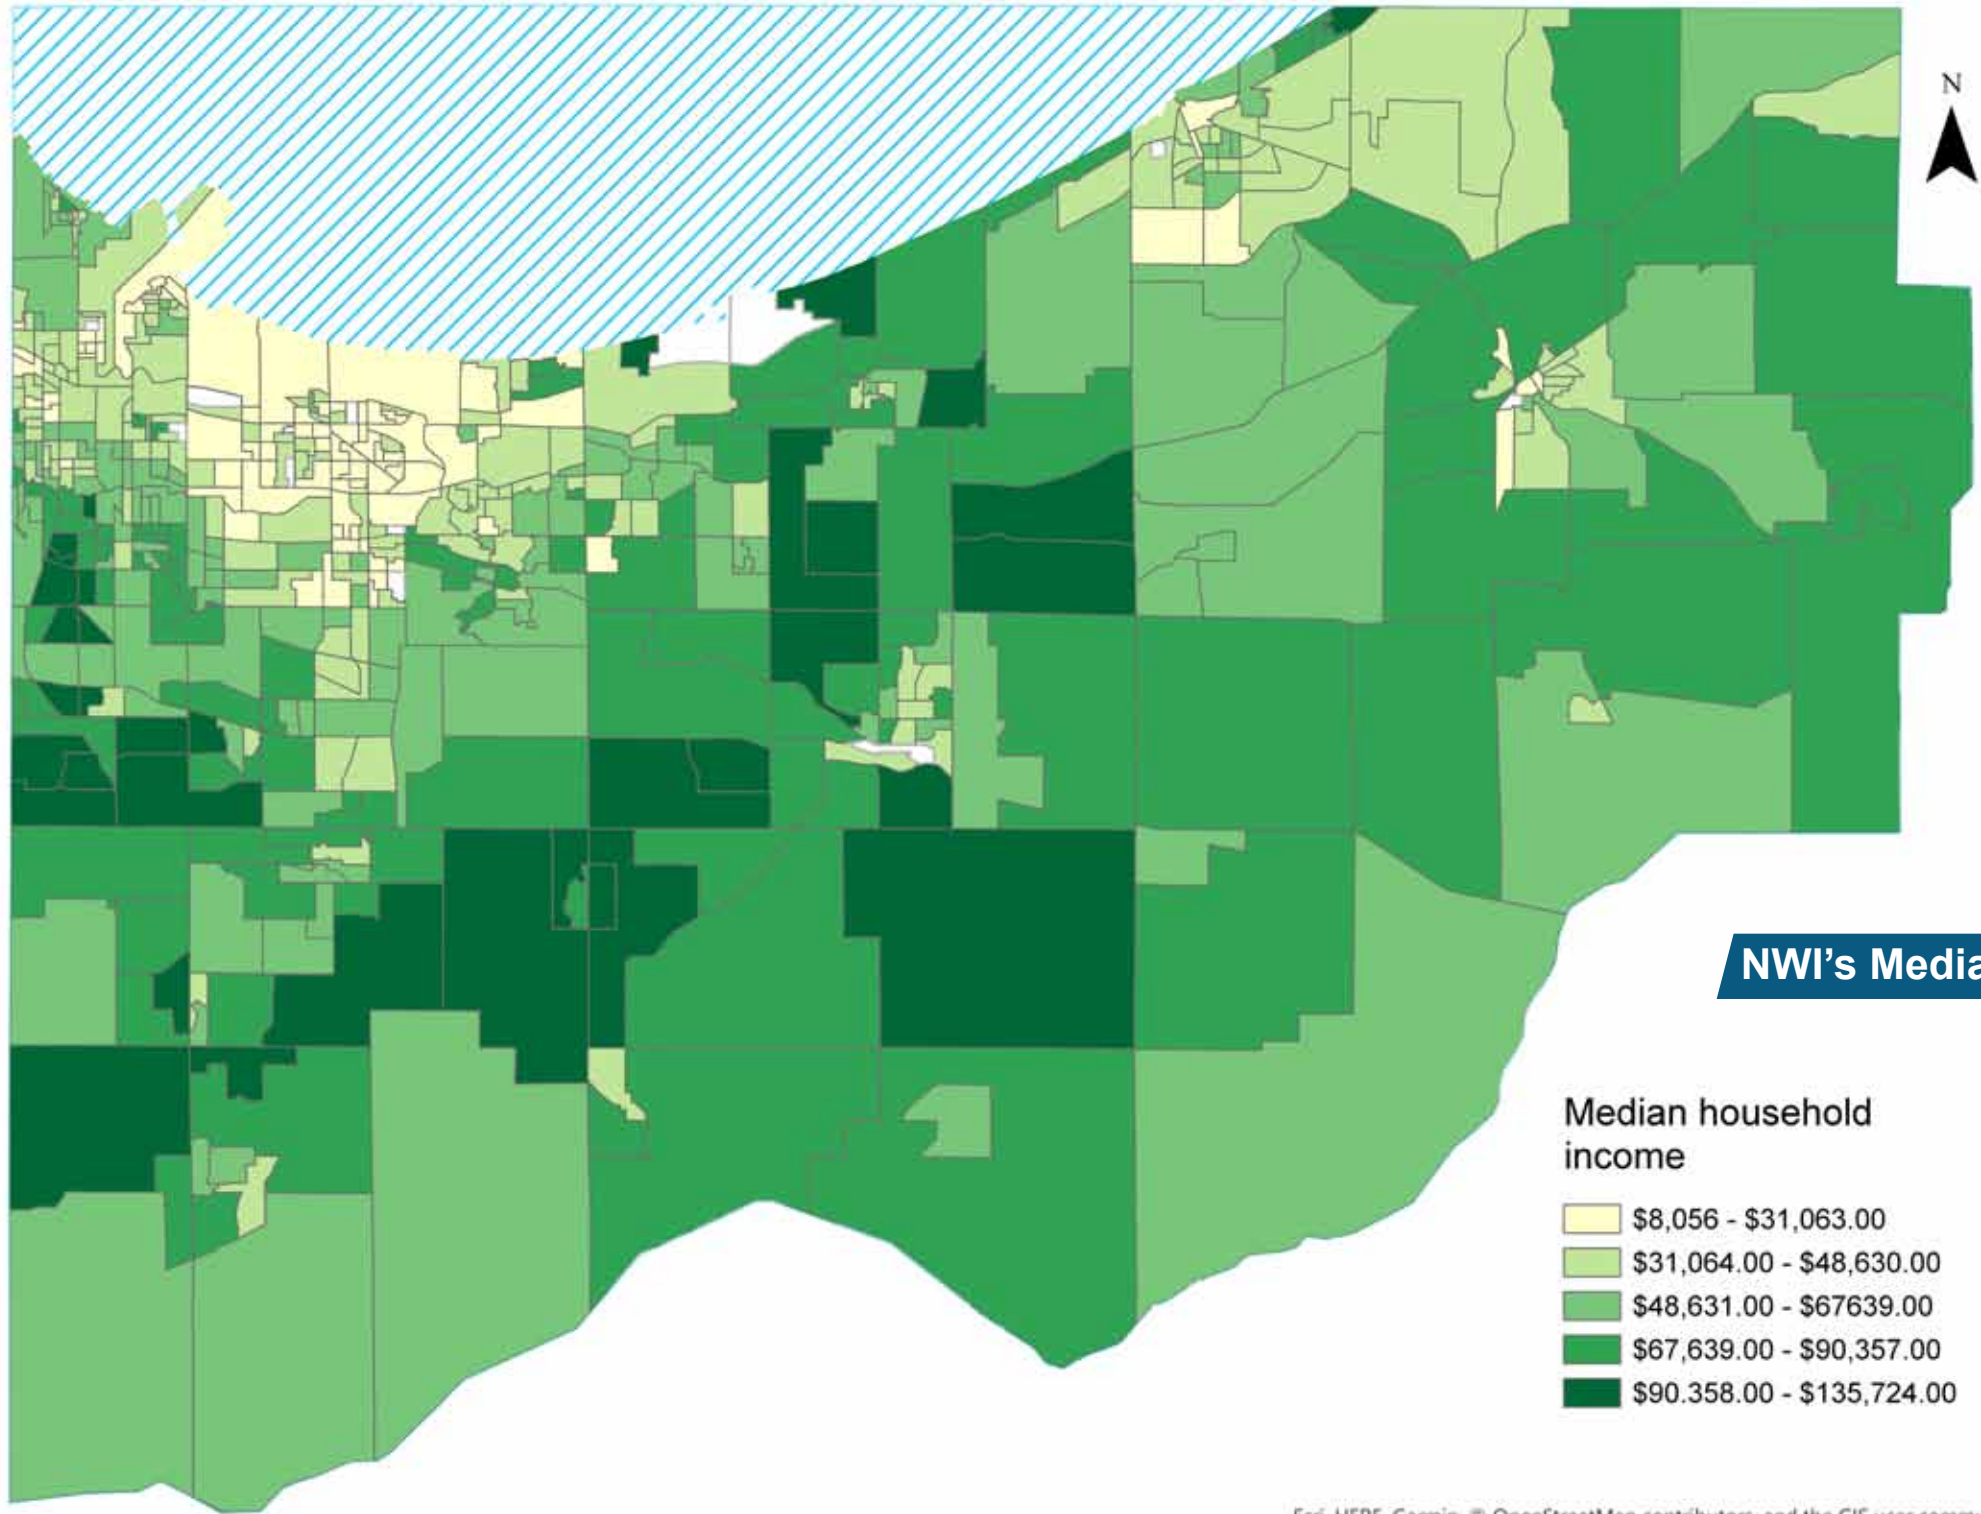 N
NWI's Media
Median household
income
$8,056 - $31,063.00
$31,064.00 - $48,630.00
$48,631.00 - $67639.00
$67,639.00 - $90,357.00
$90.358.00 - $135,724.00